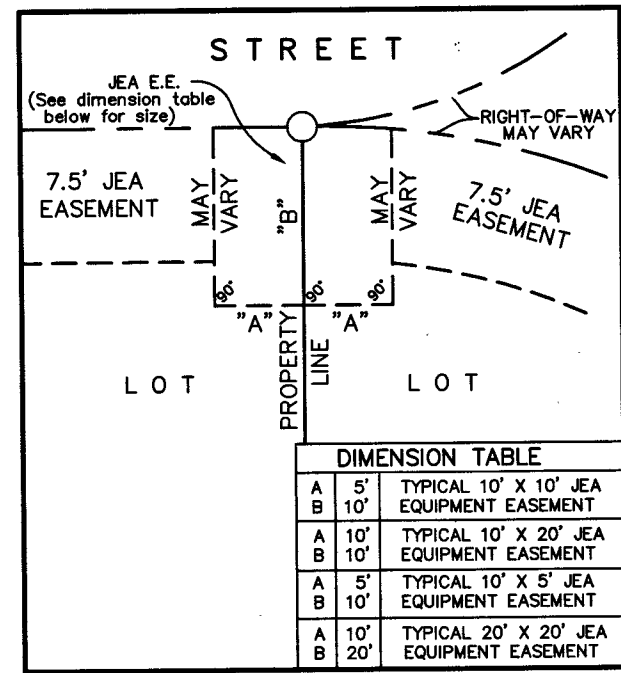 STREET
JEA E.E.
(See dimension table
below for size)
RIGHT-OF-WAY
MAY VARY
7.5' JEA
EASEMENT
MAY
VARY
"B"
MAY
VARY
7.5' JEA
EASEMENT
90°
90°
90°
"A"
"A"
PROPERTY
LINE
LOT
LOT
DIMENSION TABLE
A 5' TYPICAL 10' X 10' JEA
B 10' EQUIPMENT EASEMENT
A 10' TYPICAL 10' X 20' JEA
B 10' EQUIPMENT EASEMENT
A 5' TYPICAL 10' X 5' JEA
B 10' EQUIPMENT EASEMENT
A 10' TYPICAL 20' X 20' JEA
B 20' EQUIPMENT EASEMENT